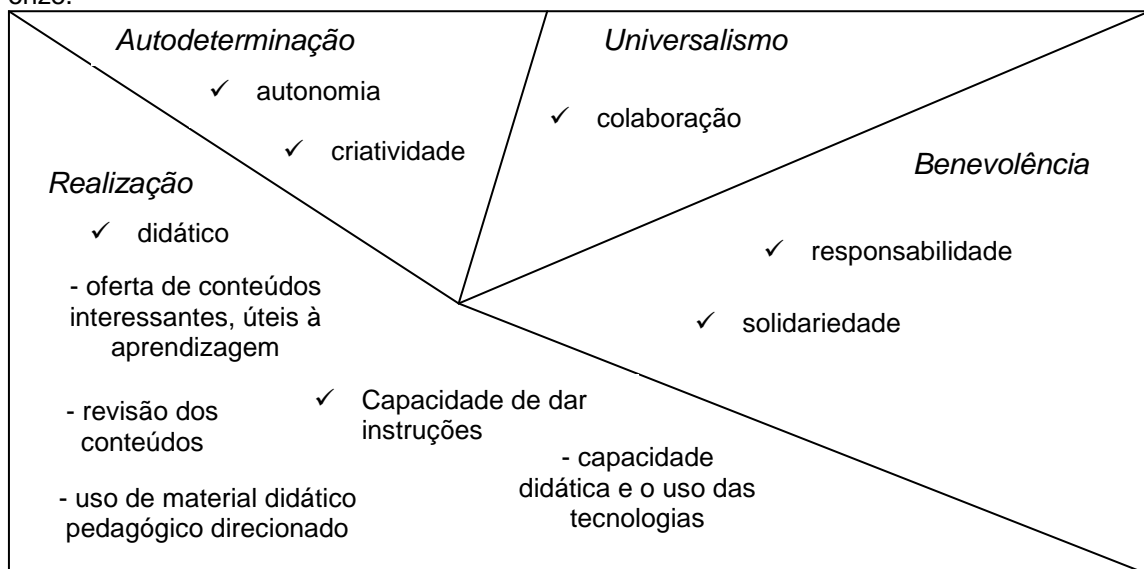 Autodeterminação
✓ autonomia
✓ criatividade
Universalismo
✓ colaboração
Benevolência
✓ responsabilidade
✓ solidariedade
Realização
✓ didático
- oferta de conteúdos
interessantes, úteis à
aprendizagem
- revisão dos
conteúdos
- uso de material didático
pedagógico direcionado
✓ Capacidade de dar
instruções
- capacidade
didática e o uso das
tecnologias